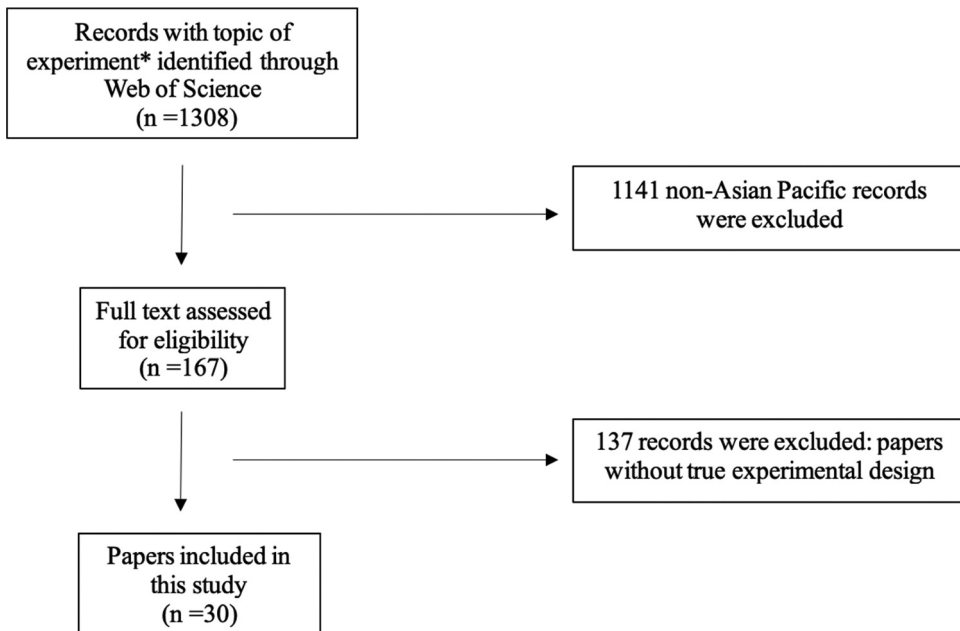 Records with topic of
experiment* identified through
Web of Science
(n =1308)
1141 non-Asian Pacific records
were excluded
Full text assessed
for eligibility
(n =167)
137 records were excluded: papers
without true experimental design
Papers included in
this study
(n =30)